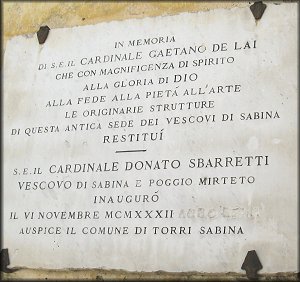 IN MEMORIA
DI S.E.IL CARDINALE GAETANO DE LAI
CHE CON MAGNIFICENZA DI SPIRITO
ALLA GLORIA DI DIO
ALLA FEDE ALLA PIETÁ ALL'ARTE
LE ORIGINARIE STRUTTURE
DI QUESTA ANTICA SEDE DEI VESCOVI DI SABINA
RESTITUÍ
S.E.IL CARDINALE DONATO SBARRETTI
VESCOVO DI SABINA E POGGIO MIRTETO
INAUGURÓ
IL VI NOVEMBRE MCMXXXII
AUSPICE IL COMUNE DI TORRI SABINA